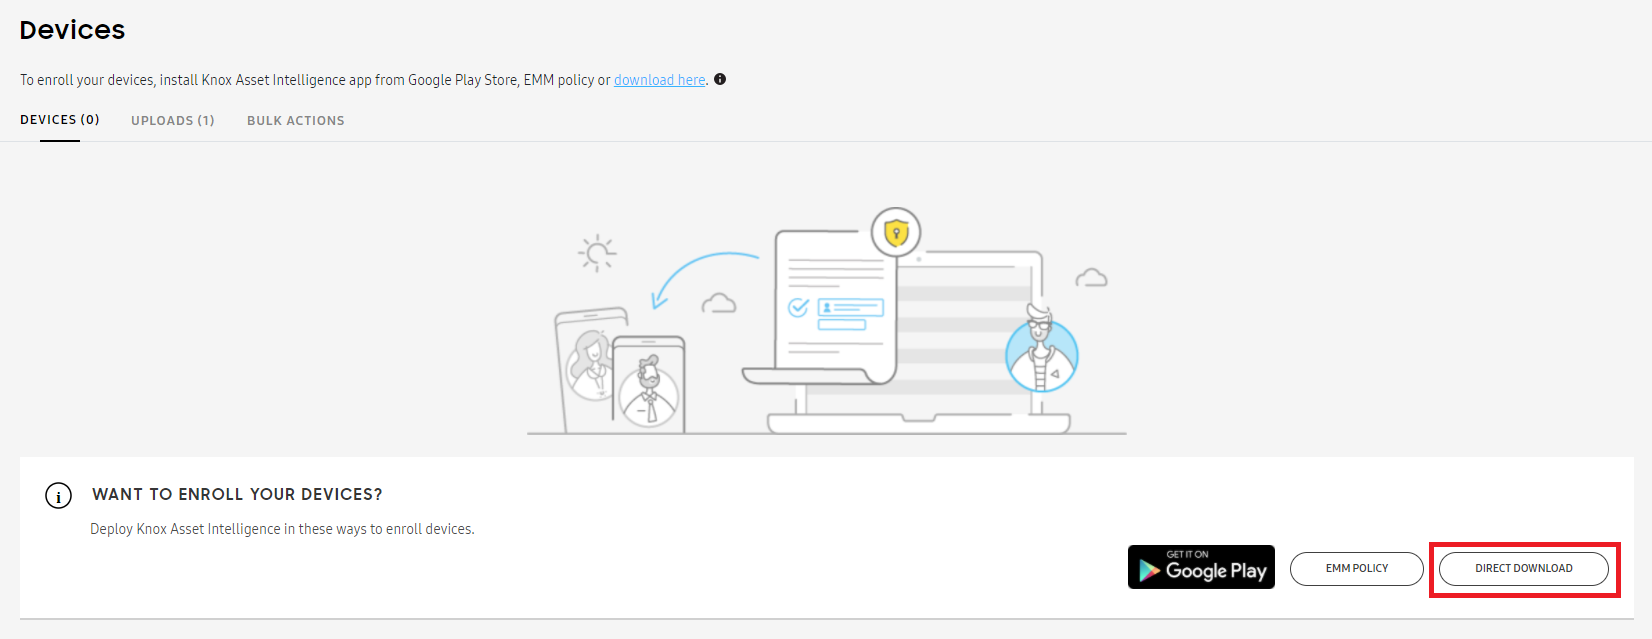 Devices
To enroll your devices, install Knox Asset Intelligence app from Google Play Store, EMM policy or download here.
DEVICES (0) UPLOADS (1) BULK ACTIONS
WANT TO ENROLL YOUR DEVICES?
Deploy Knox Asset Intelligence in these ways to enroll devices.
GET IT ON
Google Play
EMM POLICY
DIRECT DOWNLOAD